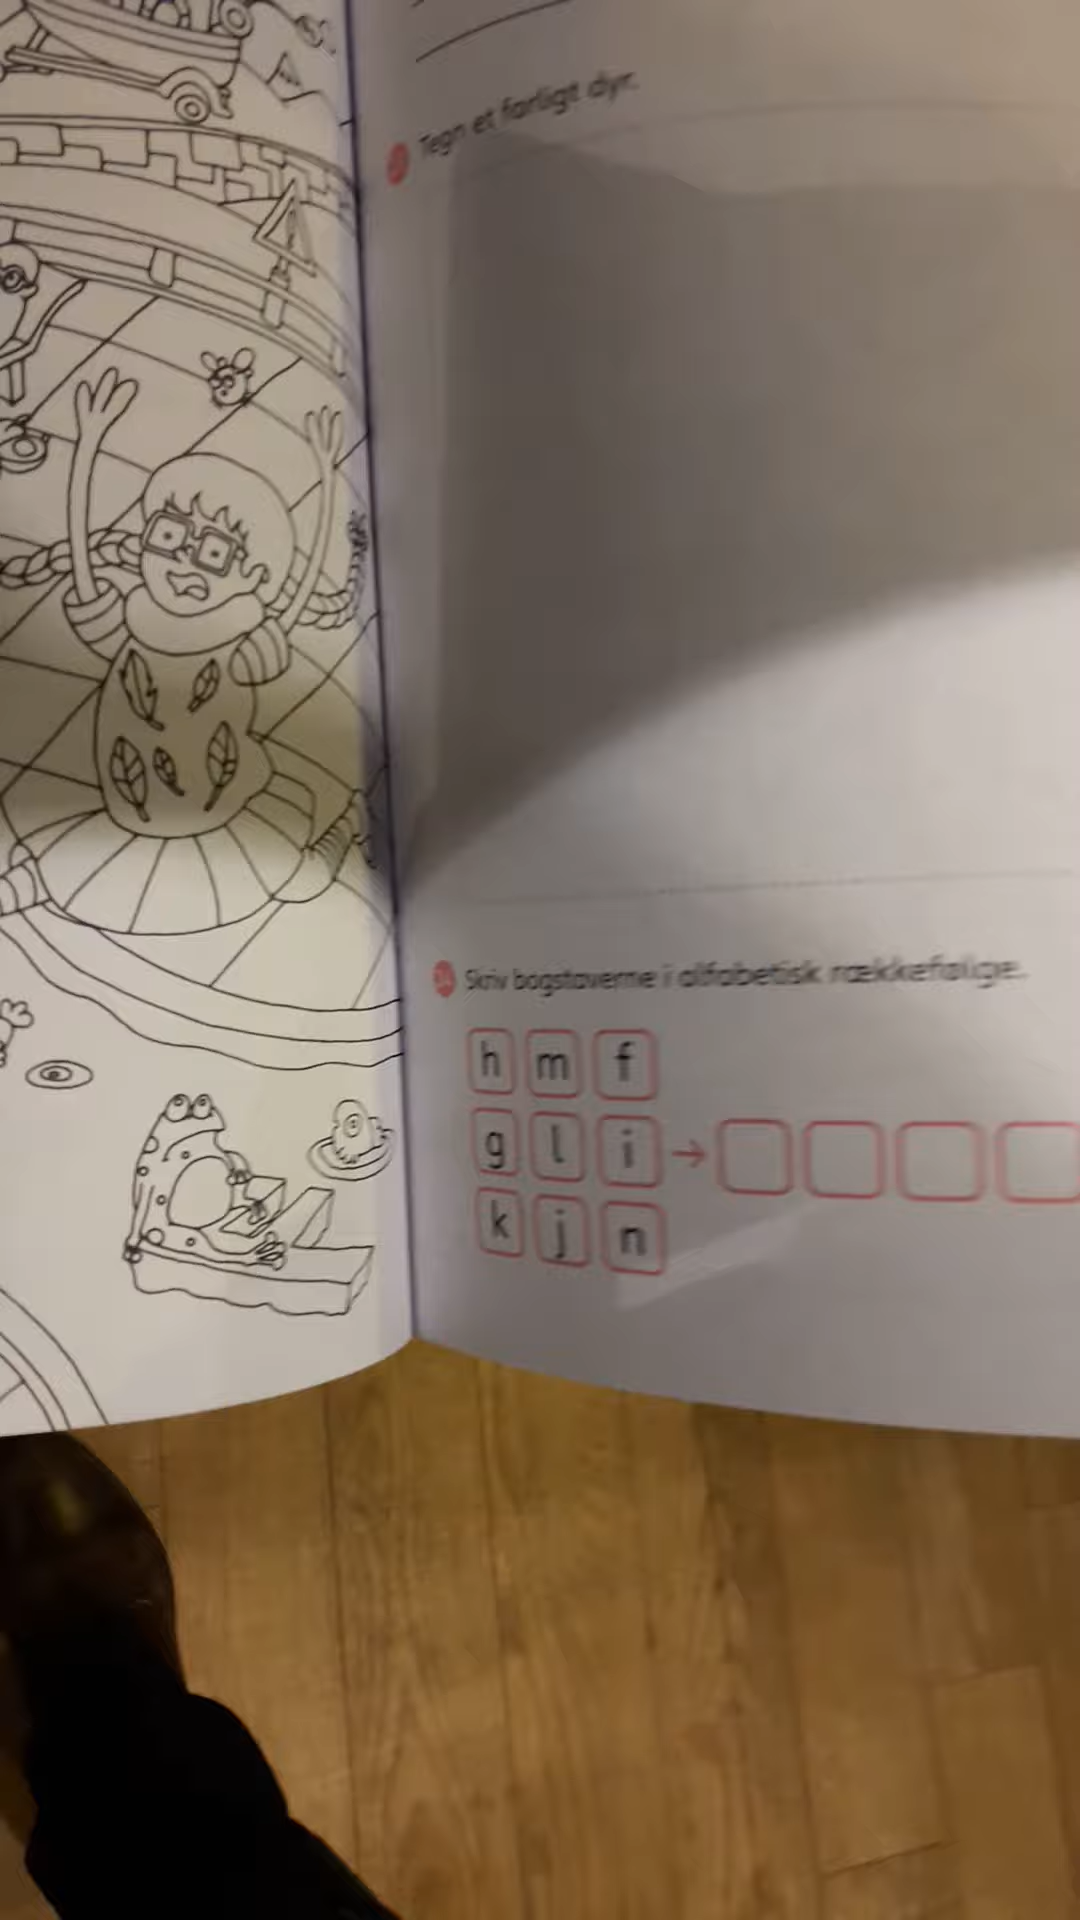 Tegn et farligt dyr.
Skriv bogstaverne i alfabetisk rækkefølge.
h m f
g l i
k j n